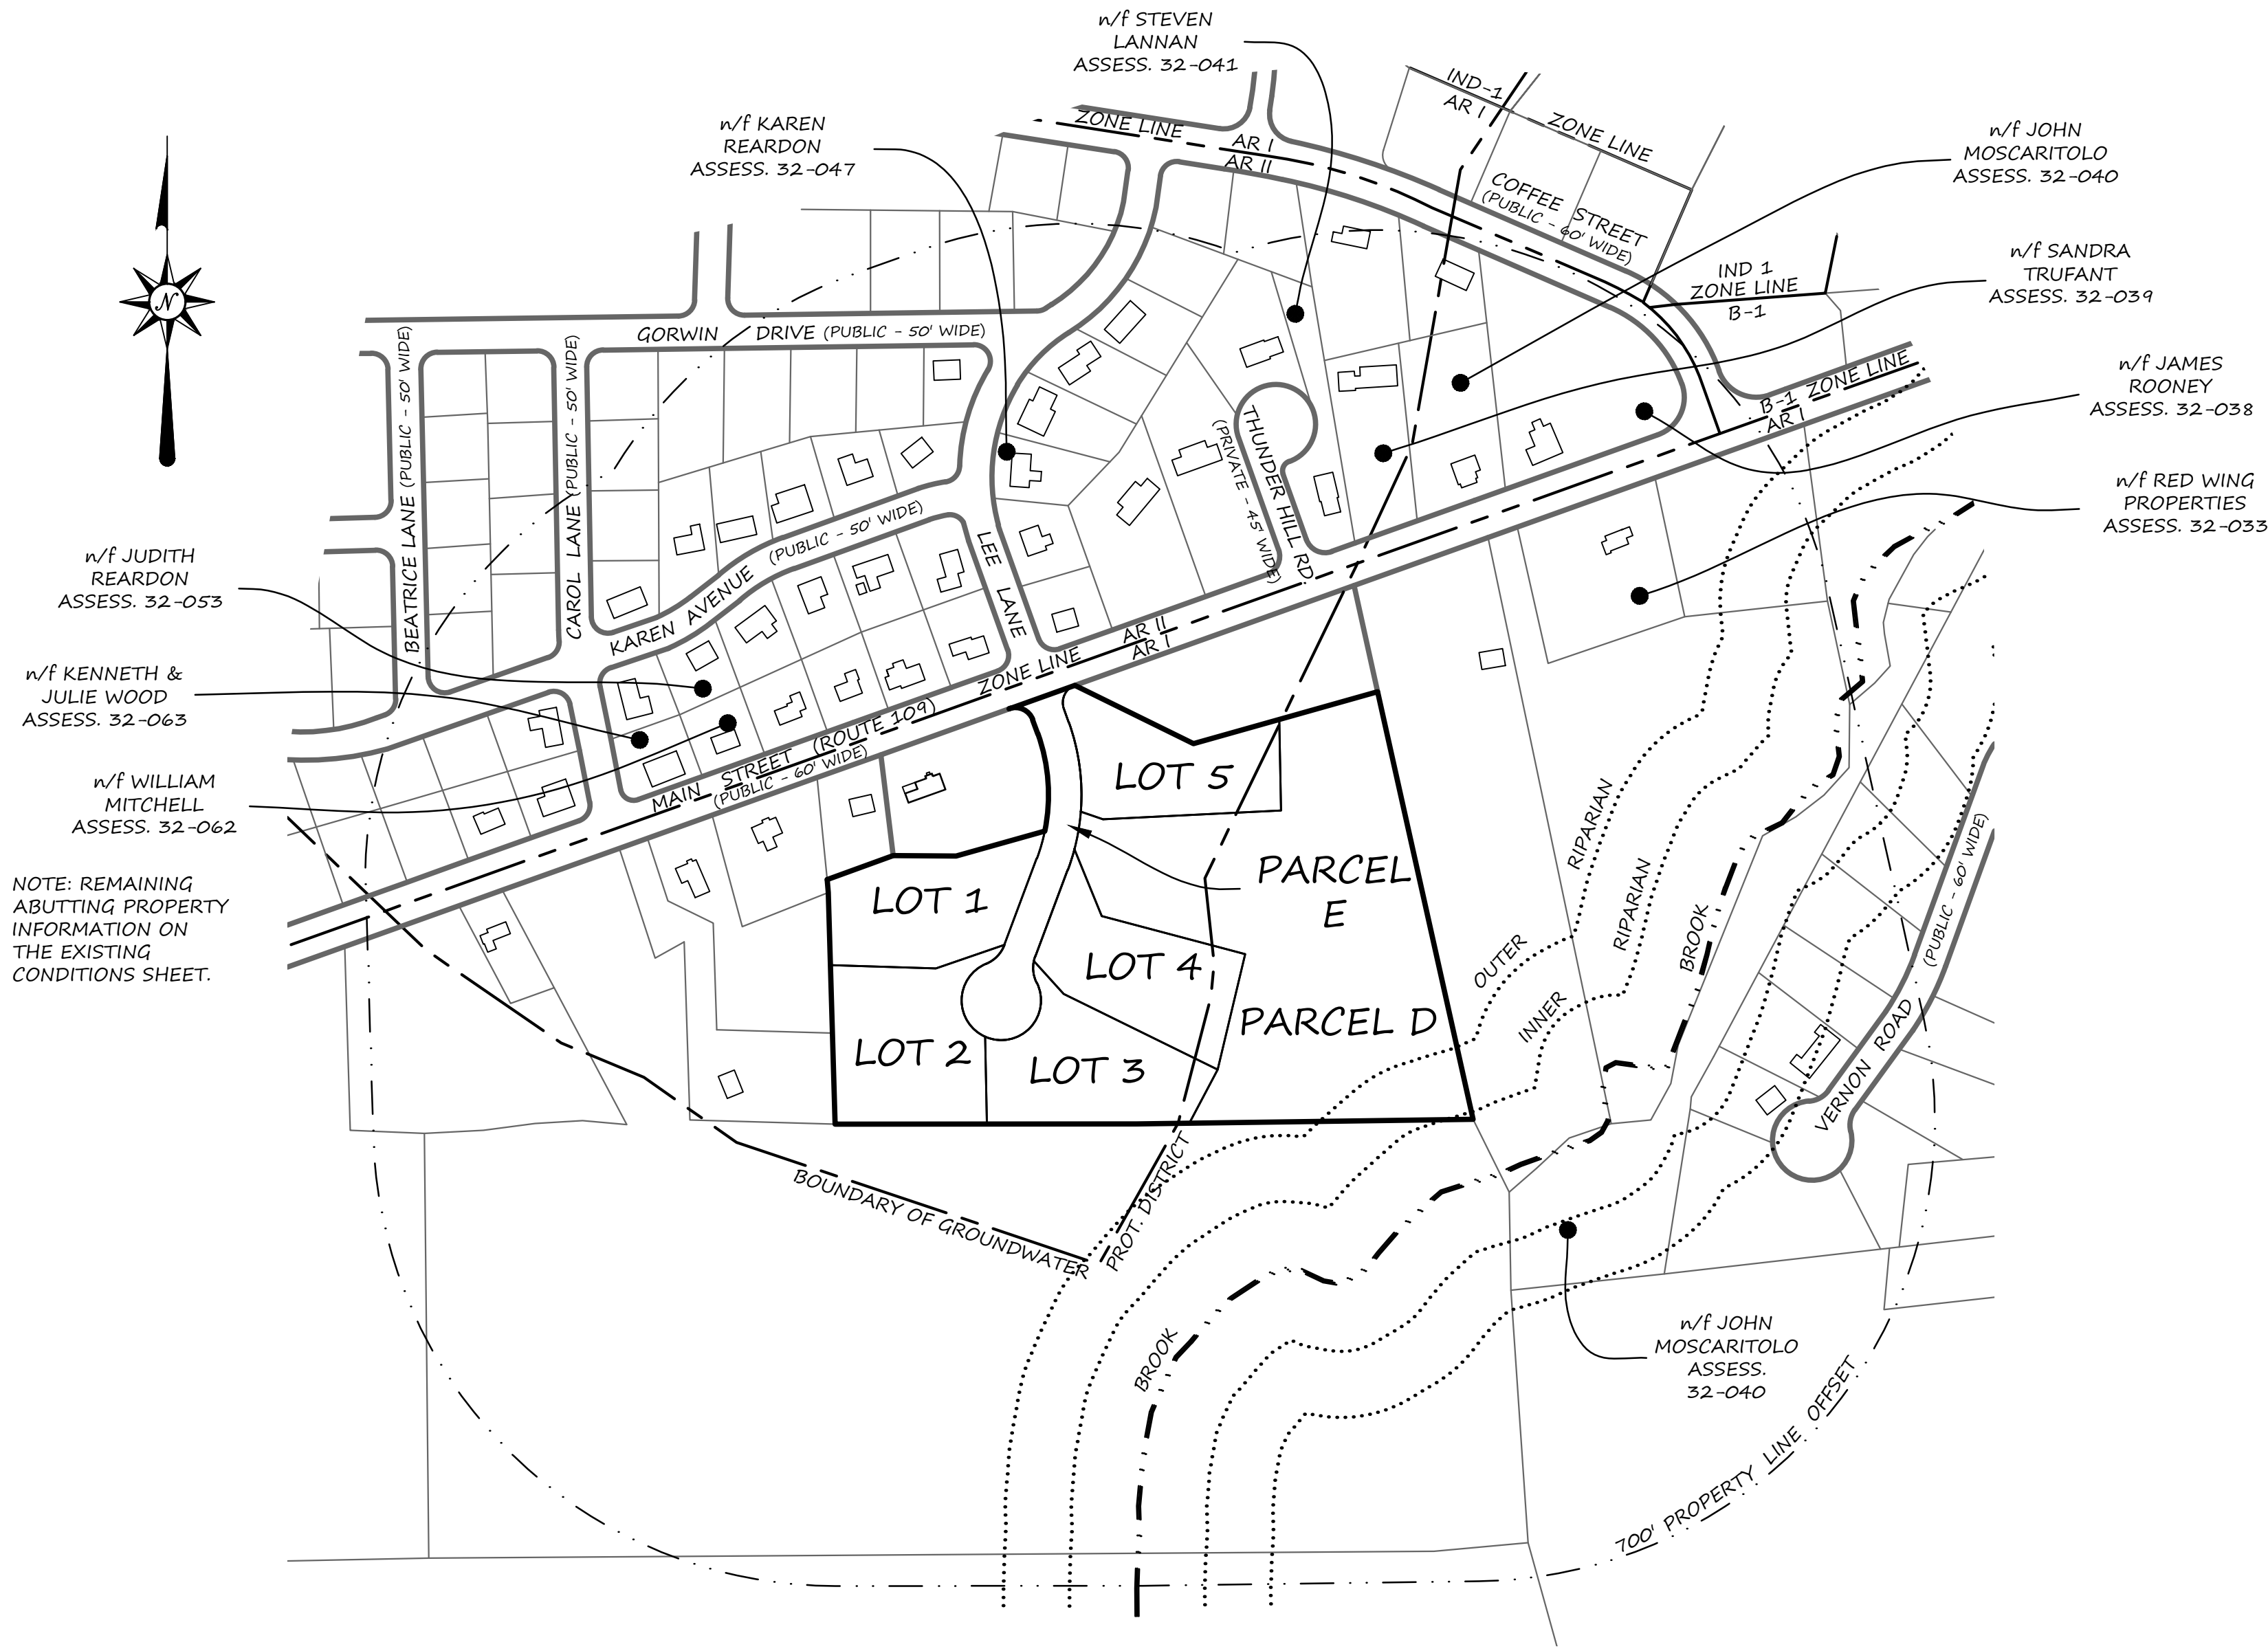 n/f STEVEN
LANNAN
ASSESS. 32-041
n/f KAREN
REARDON
ASSESS. 32-047
n/f JOHN
MOSCARITOLO
ASSESS. 32-040
n/f SANDRA
TRUFANT
ASSESS. 32-039
n/f JAMES
ROONEY
ASSESS. 32-038
n/f RED WING
PROPERTIES
ASSESS. 32-033
n/f JUDITH
REARDON
ASSESS. 32-053
n/f KENNETH &
JULIE WOOD
ASSESS. 32-063
n/f WILLIAM
MITCHELL
ASSESS. 32-062
NOTE: REMAINING
ABUTTING PROPERTY
INFORMATION ON
THE EXISTING
CONDITIONS SHEET.
N
ZONE LINE
AR I
AR II
IND-1
AR I
ZONE LINE
COFFEE STREET
(PUBLIC - 60' WIDE)
IND 1
ZONE LINE
B-1
B-1 ZONE LINE
AR I
GORWIN DRIVE (PUBLIC - 50' WIDE)
BEATRICE LANE (PUBLIC - 50' WIDE)
CAROL LANE (PUBLIC - 50' WIDE)
KAREN AVENUE (PUBLIC - 50' WIDE)
LEE LANE
THUNDER HILL RD.
(PRIVATE - 45' WIDE)
ZONE LINE
AR II
AR I
MAIN STREET (ROUTE 109)
(PUBLIC - 60' WIDE)
LOT 5
LOT 1
PARCEL
E
LOT 4
PARCEL D
LOT 2
LOT 3
OUTER RIPARIAN
INNER RIPARIAN
BROOK
VERNON ROAD (PUBLIC - 60' WIDE)
BOUNDARY OF GROUNDWATER
PROT. DISTRICT
BROOK
n/f JOHN
MOSCARITOLO
ASSESS.
32-040
700' PROPERTY LINE OFFSET